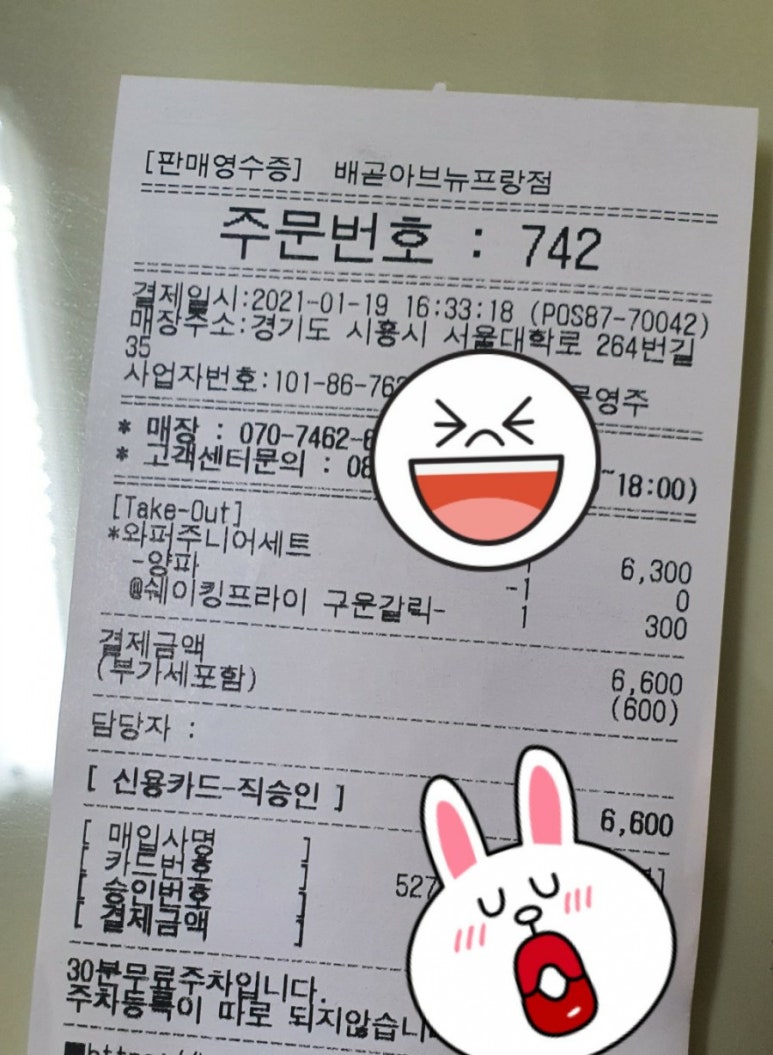 [판매영수증] 배곧아브뉴프랑점
주문번호 : 742
결제일시:2021-01-19 16:33:18 (POS87-70042)
매장주소:경기도 시흥시 서울대학로 264번길
35
사업자번호:101-86-76 영주
* 매장 : 070-7462-
* 고객센터문의 : 08 ~18:00)
[Take-Out]
*와퍼주니어세트 1 6,300
-양파 -1 0
@쉐이킹프라이 구운갈릭- 1 300
결제금액 6,600
(부가세포함) (600)
담당자 :
[ 신용카드-직승인 ] 6,600
[ 매입사명 ]
[ 카드번호 ] 527
[ 승인번호 ]
[ 결제금액 ]
30분무료주차입니다.
주차등록이 따로 되지않습니